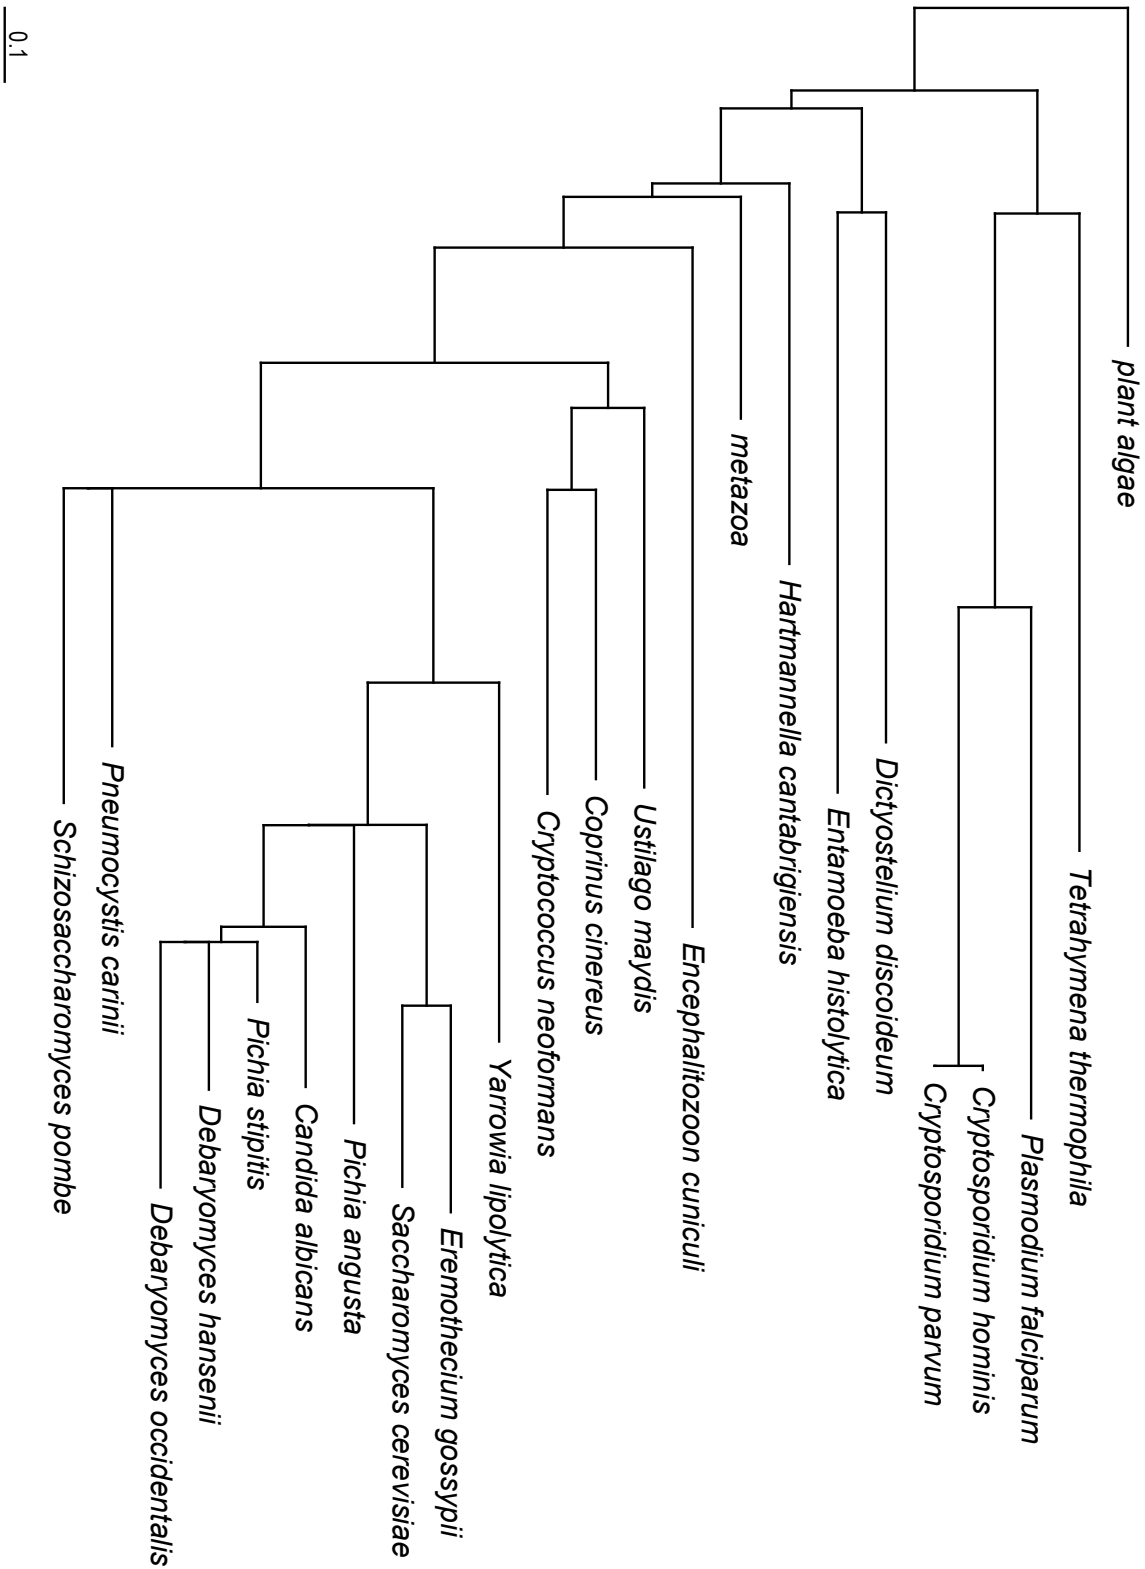 plant algae
Tetrahymena thermophila
Plasmodium falciparum
Cryptosporidium hominis
Cryptosporidium parvum
Dictyostelium discoideum
Entamoeba histolytica
Hartmannella cantabrigiensis
metazoa
Encephalitozoon cuniculi
Ustilago maydis
Coprinus cinereus
Cryptococcus neoformans
Yarrowia lipolytica
Eremothecium gossypii
Saccharomyces cerevisiae
Pichia angusta
Candida albicans
Pichia stipitis
Debaryomyces hansenii
Debaryomyces occidentalis
Pneumocystis carinii
Schizosaccharomyces pombe
0.1